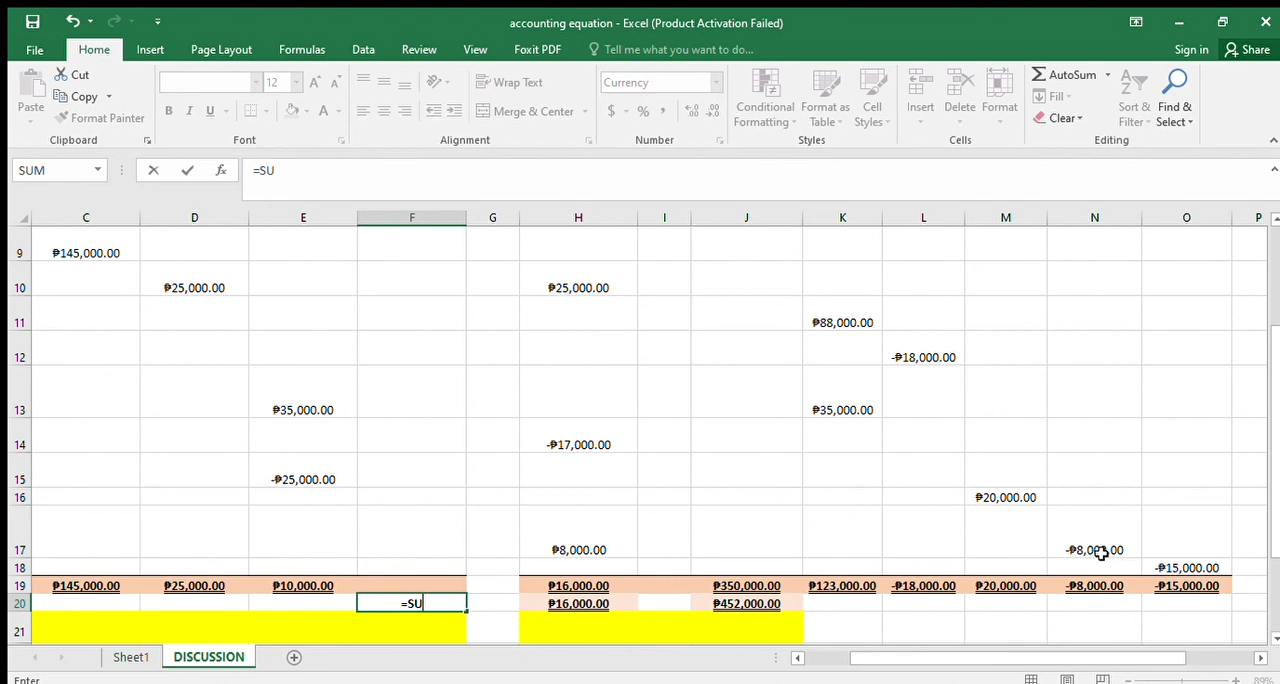 accounting equation - Excel (Product Activation Failed)
File Home Insert Page Layout Formulas Data Review View Foxit PDF Tell me what you want to do... Sign in Share
Cut
Copy
Format Painter
Paste
Clipboard
12
A A
B I U A
Font
Wrap Text
Merge & Center
Alignment
Currency
$ % ,
Number
Conditional Formatting
Format as Table
Cell Styles
Styles
Insert Delete Format
Cells
AutoSum
Fill
Clear
Sort & Filter
Find & Select
Editing
SUM fx =SU
C D E F G H I J K L M N O P
9 ₱145,000.00
10 ₱25,000.00 ₱25,000.00
11 ₱88,000.00
12 -₱18,000.00
13 ₱35,000.00 ₱35,000.00
14 -₱17,000.00
15 -₱25,000.00
16 ₱20,000.00
17 ₱8,000.00 -₱8,000.00
18 -₱15,000.00
19 ₱145,000.00 ₱25,000.00 ₱10,000.00 ₱16,000.00 ₱350,000.00 ₱123,000.00 -₱18,000.00 ₱20,000.00 -₱8,000.00 -₱15,000.00
20 =SU ₱16,000.00 ₱452,000.00
21
Sheet1 DISCUSSION
Enter 89%